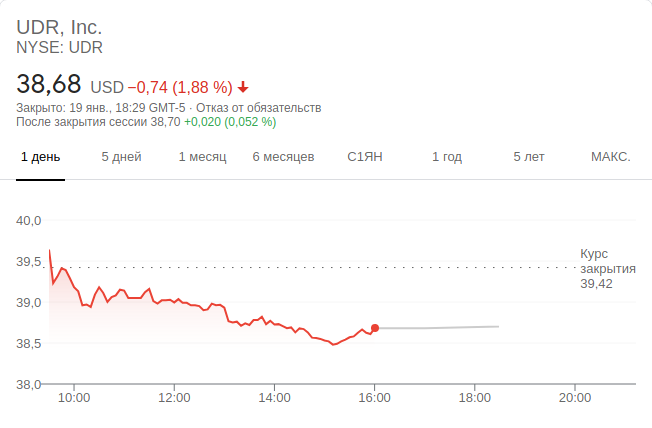 UDR, Inc.
NYSE: UDR
38,68 USD −0,74 (1,88 %)
Закрыто: 19 янв., 18:29 GMT-5 · Отказ от обязательств
После закрытия сессии 38,70 +0,020 (0,052 %)
1 день 5 дней 1 месяц 6 месяцев С1ЯН 1 год 5 лет МАКС.
40,0
39,5
39,0
38,5
38,0
Курс
закрытия
39,42
10:00 12:00 14:00 16:00 18:00 20:00